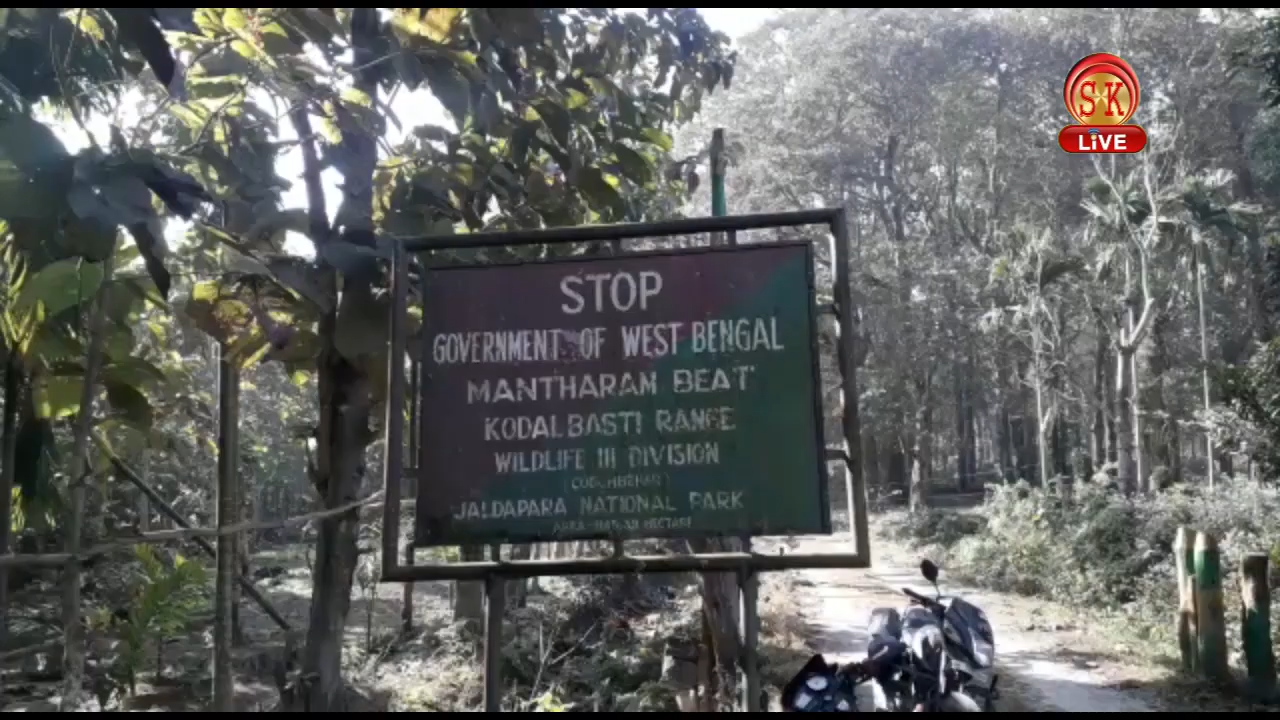 SK
LiVE
STOP
GOVERNMENT OF WEST BENGAL
MANTHARAM BEAT
KODALBASTI RANGE
WILDLIFE III DIVISION
(COOCHBEHAR)
JALDAPARA NATIONAL PARK